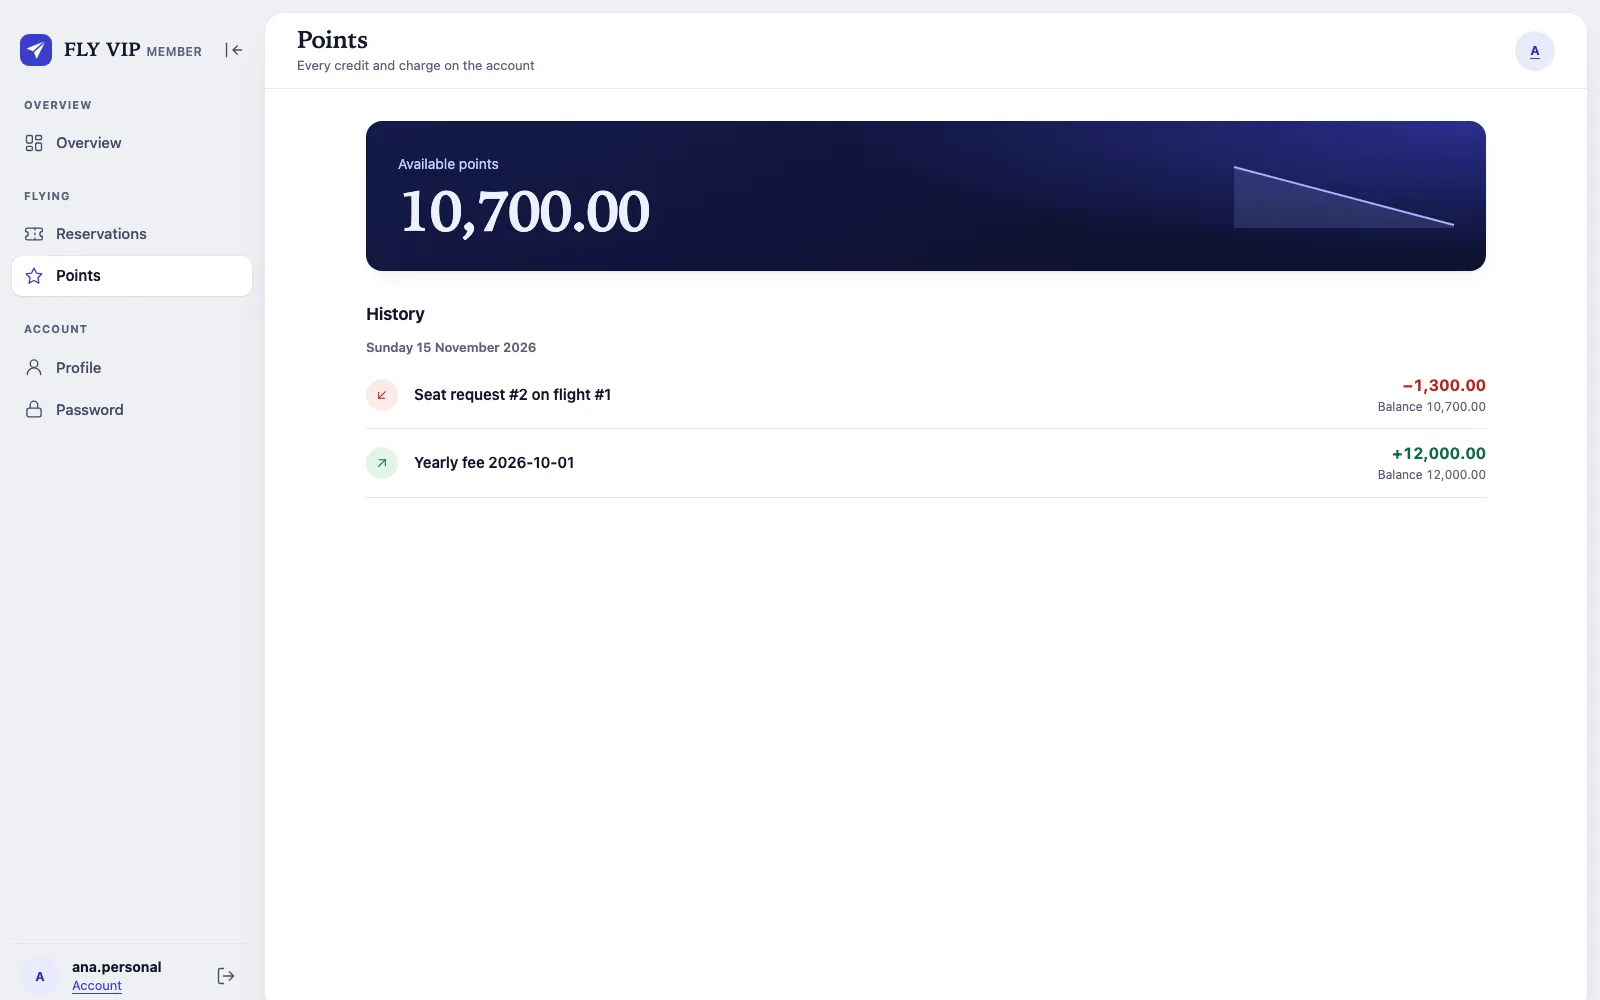 FLY VIP MEMBER
OVERVIEW
Overview
FLYING
Reservations
Points
ACCOUNT
Profile
Password
A
ana.personal
Account
Points
Every credit and charge on the account
A
Available points
10,700.00
History
Sunday 15 November 2026
Seat request #2 on flight #1
−1,300.00
Balance 10,700.00
Yearly fee 2026-10-01
+12,000.00
Balance 12,000.00